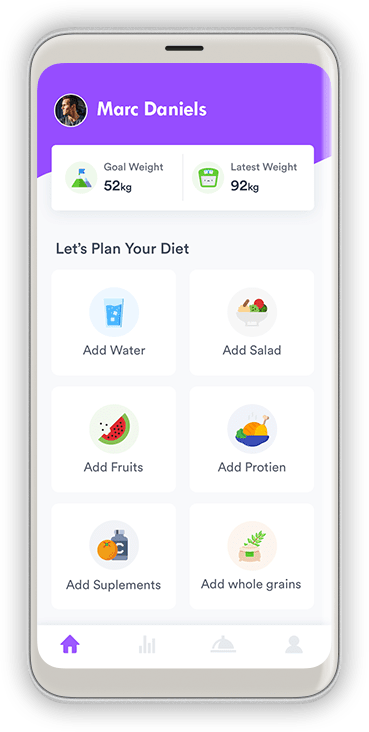 Marc Daniels
Goal Weight
52kg
Latest Weight
92kg
Let's Plan Your Diet
Add Water
Add Salad
Add Fruits
Add Protien
Add Suplements
Add whole grains
C